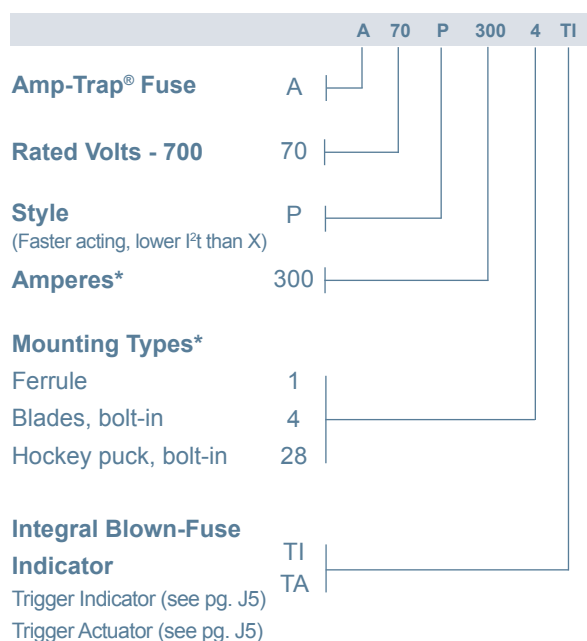 A 70 P 300 4 TI
Amp-Trap® Fuse A
Rated Volts - 700 70
Style P
(Faster acting, lower I²t than X)
Amperes* 300
Mounting Types*
Ferrule 1
Blades, bolt-in 4
Hockey puck, bolt-in 28
Integral Blown-Fuse
TI
Indicator
TA
Trigger Indicator (see pg. J5)
Trigger Actuator (see pg. J5)